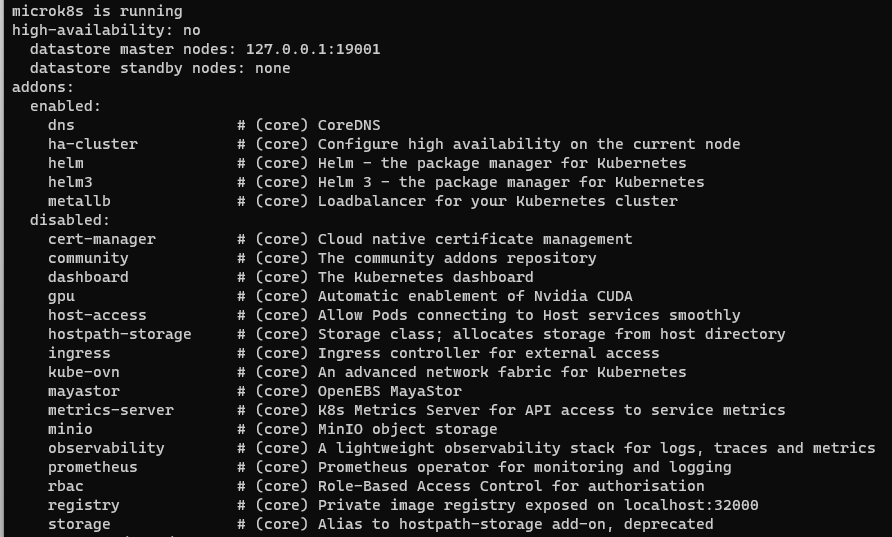 microk8s is running
high-availability: no
  datastore master nodes: 127.0.0.1:19001
  datastore standby nodes: none
addons:
  enabled:
    dns                  # (core) CoreDNS
    ha-cluster           # (core) Configure high availability on the current node
    helm                 # (core) Helm - the package manager for Kubernetes
    helm3                # (core) Helm 3 - the package manager for Kubernetes
    metallb              # (core) Loadbalancer for your Kubernetes cluster
  disabled:
    cert-manager         # (core) Cloud native certificate management
    community            # (core) The community addons repository
    dashboard            # (core) The Kubernetes dashboard
    gpu                  # (core) Automatic enablement of Nvidia CUDA
    host-access          # (core) Allow Pods connecting to Host services smoothly
    hostpath-storage     # (core) Storage class; allocates storage from host directory
    ingress              # (core) Ingress controller for external access
    kube-ovn             # (core) An advanced network fabric for Kubernetes
    mayastor             # (core) OpenEBS MayaStor
    metrics-server       # (core) K8s Metrics Server for API access to service metrics
    minio                # (core) MinIO object storage
    observability        # (core) A lightweight observability stack for logs, traces and metrics
    prometheus           # (core) Prometheus operator for monitoring and logging
    rbac                 # (core) Role-Based Access Control for authorisation
    registry             # (core) Private image registry exposed on localhost:32000
    storage              # (core) Alias to hostpath-storage add-on, deprecated